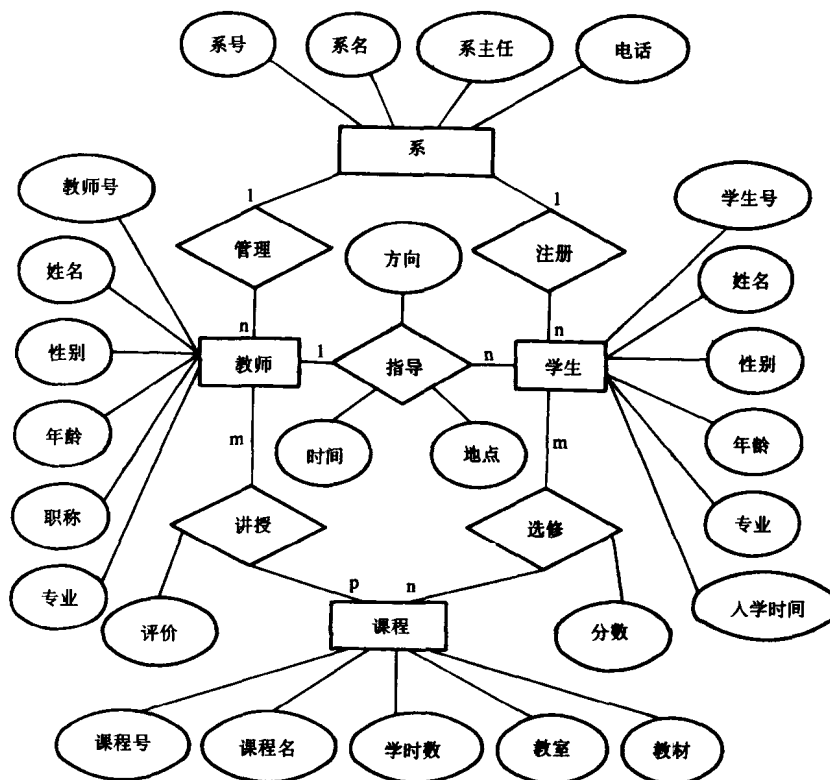 系号
系名
系主任
电话
系
教师号
学生号
1
1
管理
方向
注册
姓名
姓名
n
n
性别
教师
1
指导
n
学生
性别
年龄
年龄
m
时间
地点
m
职称
讲授
选修
专业
专业
p
n
评价
课程
分数
入学时间
课程号
课程名
学时数
教室
教材